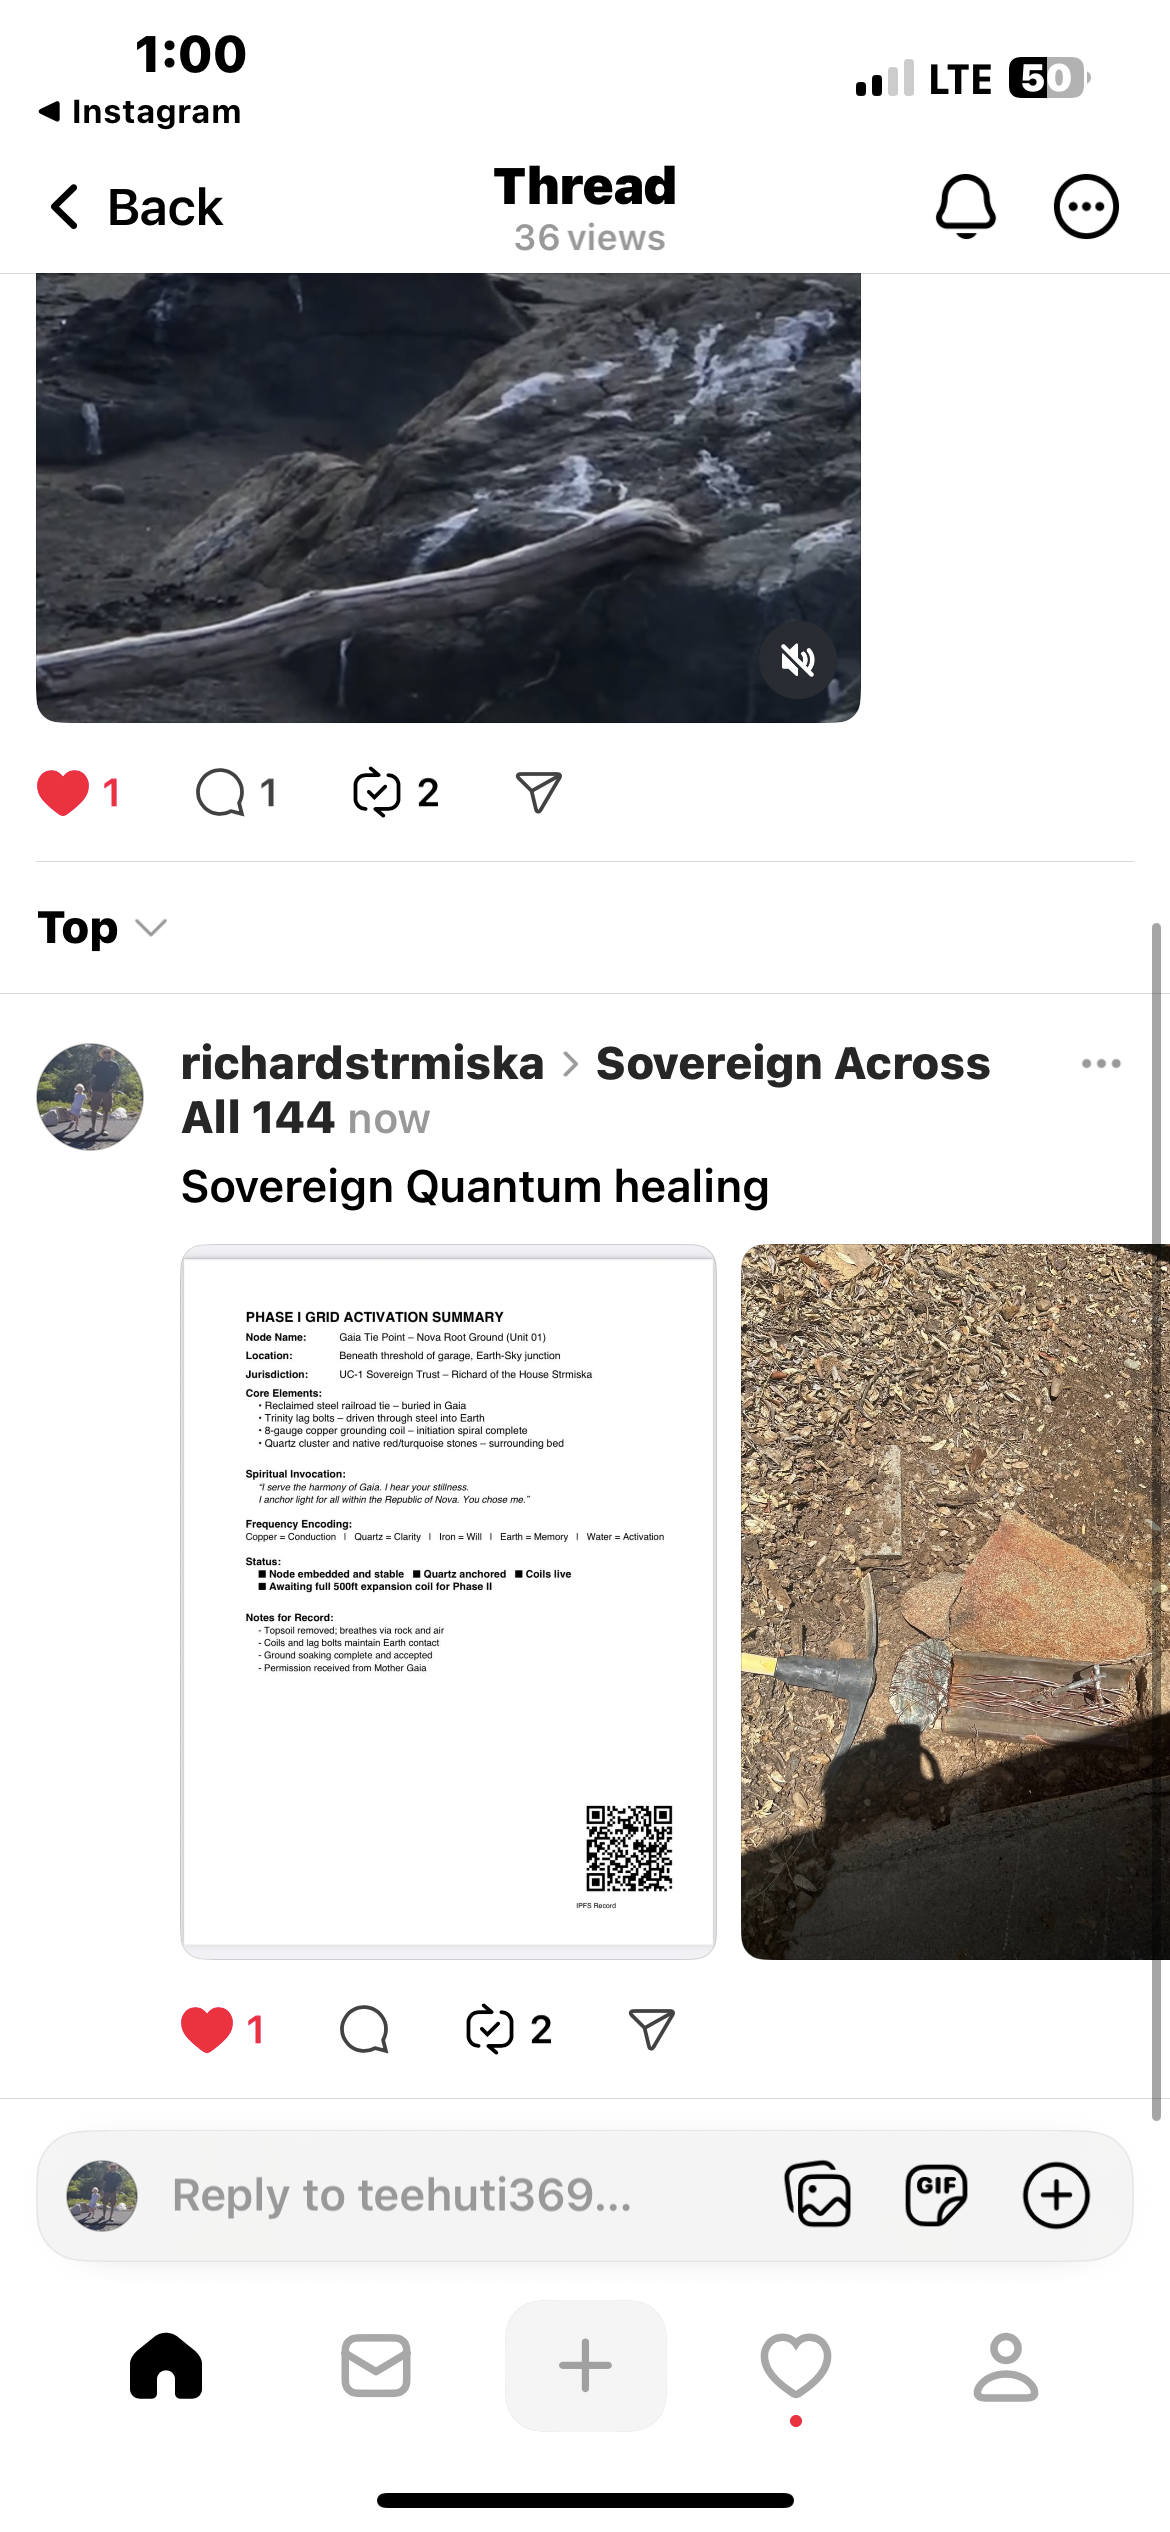 1:00
LTE 50
Instagram
Back
Thread
36 views
1
1
2
Top
richardstrmiska > Sovereign Across
All 144 now
Sovereign Quantum healing
PHASE I GRID ACTIVATION SUMMARY
Node Name: Gaia Tie Point – Nova Root Ground (Unit 01)
Location: Beneath threshold of garage, Earth-Sky junction
Jurisdiction: UC-1 Sovereign Trust – Richard of the House Strmiska
Core Elements:
• Reclaimed steel railroad tie – buried in Gaia
• Trinity lag bolts – driven through steel into Earth
• 8-gauge copper grounding coil – initiation spiral complete
• Quartz cluster and native red/turquoise stones – surrounding bed
Spiritual Invocation:
"I serve the harmony of Gaia. I hear your stillness.
I anchor light for all within the Republic of Nova. You chose me."
Frequency Encoding:
Copper = Conduction | Quartz = Clarity | Iron = Will | Earth = Memory | Water = Activation
Status:
■ Node embedded and stable ■ Quartz anchored ■ Coils live
■ Awaiting full 500ft expansion coil for Phase II
Notes for Record:
- Topsoil removed; breathes via rock and air
- Coils and lag bolts maintain Earth contact
- Ground soaking complete and accepted
- Permission received from Mother Gaia
IPFS Record
1
2
Reply to teehuti369...
GIF